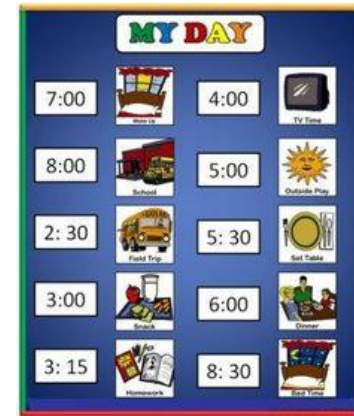 MY DAY
7:00
Wake Up
8:00
School
2: 30
Field Trip
3:00
Snack
3: 15
Homework
4:00
TV Time
5:00
Outside Play
5: 30
Set Table
6:00
Dinner
8: 30
Bed Time